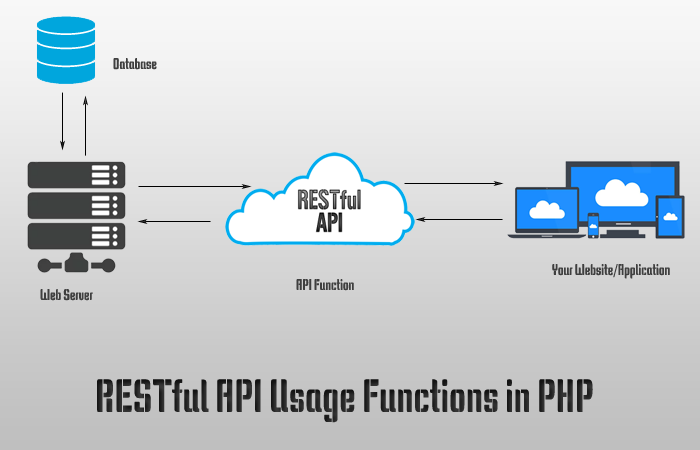 Database
RESTful
API
Web Server
API Function
Your Website/Application
RESTful API Usage Functions in PHP